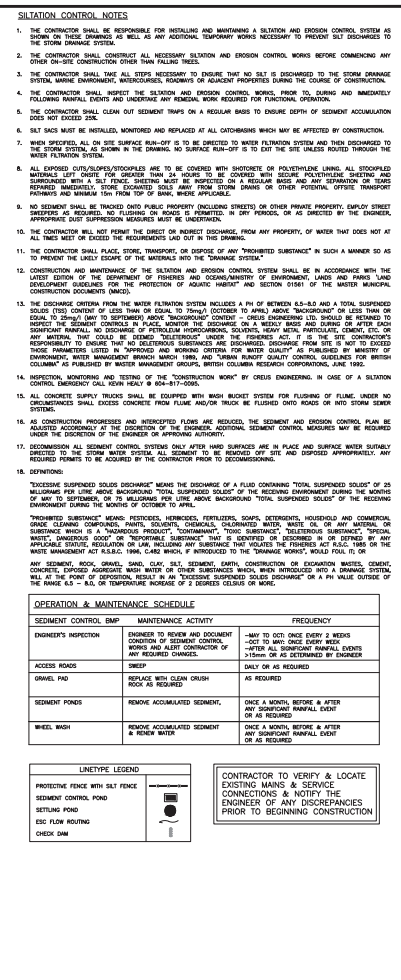 SILTATION CONTROL NOTES
1. THE CONTRACTOR SHALL BE RESPONSIBLE FOR INSTALLING AND MAINTAINING A SILTATION AND EROSION CONTROL SYSTEM AS
SHOWN ON THESE DRAWINGS AS WELL AS ANY ADDITIONAL TEMPORARY WORKS NECESSARY TO PREVENT SILT DISCHARGES TO
THE STORM DRAINAGE SYSTEM.
2. THE CONTRACTOR SHALL CONSTRUCT ALL NECESSARY SILTATION AND EROSION CONTROL WORKS BEFORE COMMENCING ANY
OTHER ON-SITE CONSTRUCTION OTHER THAN FALLING TREES.
3. THE CONTRACTOR SHALL TAKE ALL STEPS NECESSARY TO ENSURE THAT NO SILT IS DISCHARGED TO THE STORM DRAINAGE
SYSTEM, MARINE ENVIRONMENT, WATERCOURSES, ROADWAYS OR ADJACENT PROPERTIES DURING THE COURSE OF CONSTRUCTION.
4. THE CONTRACTOR SHALL INSPECT THE SILTATION AND EROSION CONTROL WORKS, PRIOR TO, DURING AND IMMEDIATELY
FOLLOWING RAINFALL EVENTS AND UNDERTAKE ANY REMEDIAL WORK REQUIRED FOR FUNCTIONAL OPERATION.
5. THE CONTRACTOR SHALL CLEAN OUT SEDIMENT TRAPS ON A REGULAR BASIS TO ENSURE DEPTH OF SEDIMENT ACCUMULATION
DOES NOT EXCEED 25%.
6. SILT SACS MUST BE INSTALLED, MONITORED AND REPLACED AT ALL CATCHBASINS WHICH MAY BE AFFECTED BY CONSTRUCTION.
7. WHEN SPECIFIED, ALL ON SITE SURFACE RUN-OFF IS TO BE DIRECTED TO WATER FILTRATION SYSTEM AND THEN DISCHARGED TO
THE STORM SYSTEM, AS SHOWN IN THE DRAWING. NO SURFACE RUN-OFF IS TO EXIT THE SITE UNLESS ROUTED THROUGH THE
WATER FILTRATION SYSTEM.
8. ALL EXPOSED CUTS/SLOPES/STOCKPILES ARE TO BE COVERED WITH SHOTCRETE OR POLYETHYLENE LINING. ALL STOCKPILED
MATERIALS LEFT ONSITE FOR GREATER THAN 24 HOURS TO BE COVERED WITH SECURE POLYETHYLENE SHEETING AND
SURROUNDED WITH A SILT FENCE. SHEETING MUST BE INSPECTED ON A REGULAR BASIS AND ANY SEPARATION OR TEARS
REPAIRED IMMEDIATELY. STORE EXCAVATED SOILS AWAY FROM STORM DRAINS OR OTHER POTENTIAL OFFSITE TRANSPORT
PATHWAYS AND MINIMUM 15m FROM TOP OF BANK, WHERE APPLICABLE.
9. NO SEDIMENT SHALL BE TRACKED ONTO PUBLIC PROPERTY (INCLUDING STREETS) OR OTHER PRIVATE PROPERTY. EMPLOY STREET
SWEEPERS AS REQUIRED. NO FLUSHING ON ROADS IS PERMITTED. IN DRY PERIODS, OR AS DIRECTED BY THE ENGINEER,
APPROPRIATE DUST SUPPRESSION MEASURES MUST BE UNDERTAKEN.
10. THE CONTRACTOR WILL NOT PERMIT THE DIRECT OR INDIRECT DISCHARGE, FROM ANY PROPERTY, OF WATER THAT DOES NOT AT
ALL TIMES MEET OR EXCEED THE REQUIREMENTS LAID OUT IN THIS DRAWING.
11. THE CONTRACTOR SHALL PLACE, STORE, TRANSPORT, OR DISPOSE OF ANY "PROHIBITED SUBSTANCE" IN SUCH A MANNER SO AS
TO PREVENT THE LIKELY ESCAPE OF THE MATERIALS INTO THE "DRAINAGE SYSTEM."
12. CONSTRUCTION AND MAINTENANCE OF THE SILTATION AND EROSION CONTROL SYSTEM SHALL BE IN ACCORDANCE WITH THE
LATEST EDITION OF THE DEPARTMENT OF FISHERIES AND OCEANS/MINISTRY OF ENVIRONMENT, LANDS AND PARKS "LAND
DEVELOPMENT GUIDELINES FOR THE PROTECTION OF AQUATIC HABITAT" AND SECTION 01561 OF THE MASTER MUNICIPAL
CONSTRUCTION DOCUMENTS (MMCD).
13. THE DISCHARGE CRITERIA FROM THE WATER FILTRATION SYSTEM INCLUDES A PH OF BETWEEN 6.5-8.0 AND A TOTAL SUSPENDED
SOLIDS (TSS) CONTENT OF LESS THAN OR EQUAL TO 75mg/l (OCTOBER TO APRIL) ABOVE "BACKGROUND" OR LESS THAN OR
EQUAL TO 25mg/l (MAY TO SEPTEMBER) ABOVE "BACKGROUND" CONTENT - CREUS ENGINEERING LTD. SHOULD BE RETAINED TO
INSPECT THE SEDIMENT CONTROLS IN PLACE, MONITOR THE DISCHARGE ON A WEEKLY BASIS AND DURING OR AFTER EACH
SIGNIFICANT RAINFALL. NO DISCHARGE OF PETROLEUM HYDROCARBONS, SOLVENTS, HEAVY METAL PARTICULATE, CEMENT, ETC. OR
ANY MATERIAL THAT COULD BE DEEMED "DELETERIOUS" UNDER THE FISHERIES ACT. IT IS THE SITE CONTRACTOR'S
RESPONSIBILITY TO ENSURE THAT NO DELETERIOUS SUBSTANCES ARE DISCHARGED. DISCHARGE FROM SITE IS NOT TO EXCEED
THOSE PARAMETERS LISTED IN "APPROVED AND WORKING CRITERIA FOR WATER QUALITY" AS PUBLISHED BY MINISTRY OF
ENVIRONMENT, WATER MANAGEMENT BRANCH MARCH 1989, AND "URBAN RUNOFF QUALITY CONTROL GUIDELINES FOR BRITISH
COLUMBIA" AS PUBLISHED BY MASTER MANAGEMENT GROUPS, BRITISH COLUMBIA RESEARCH CORPORATIONS, JUNE 1992.
14. INSPECTION, MONITORING AND TESTING OF THE "CONSTRUCTION WORK" BY CREUS ENGINEERING. IN CASE OF A SILTATION
CONTROL EMERGENCY CALL KEVIN HEALY @ 604-817-0095.
15. ALL CONCRETE SUPPLY TRUCKS SHALL BE EQUIPPED WITH WASH BUCKET SYSTEM FOR FLUSHING OF FLUME. UNDER NO
CIRCUMSTANCES SHALL EXCESS CONCRETE FROM FLUME AND/OR TRUCK BE FLUSHED ONTO ROADS OR INTO STORM SEWER
SYSTEMS.
16. AS CONSTRUCTION PROGRESSES AND INTERCEPTED FLOWS ARE REDUCED, THE SEDIMENT AND EROSION CONTROL PLAN CAN BE
ADJUSTED ACCORDINGLY AT THE DISCRETION OF THE ENGINEER. ADDITIONAL SEDIMENT CONTROL MEASURES MAY BE REQUIRED
UNDER THE DISCRETION OF THE ENGINEER OR APPROVING AUTHORITY.
17. DECOMMISSION ALL SEDIMENT CONTROL SYSTEMS ONLY AFTER HARD SURFACES ARE IN PLACE AND SURFACE WATER SUITABLY
DIRECTED TO THE STORM WATER SYSTEM. ALL SEDIMENT TO BE REMOVED OFF SITE AND DISPOSED APPROPRIATELY. ANY
REQUIRED PERMITS TO BE ACQUIRED BY THE CONTRACTOR PRIOR TO DECOMMISSIONING.
18. DEFINITIONS:
"EXCESSIVE SUSPENDED SOLIDS DISCHARGE" MEANS THE DISCHARGE OF A FLUID CONTAINING "TOTAL SUSPENDED SOLIDS" OF 25
MILLIGRAMS PER LITRE ABOVE BACKGROUND "TOTAL SUSPENDED SOLIDS" OF THE RECEIVING ENVIRONMENT DURING THE MONTHS
OF MAY TO SEPTEMBER, OR 75 MILLIGRAMS PER LITRE ABOVE BACKGROUND "TOTAL SUSPENDED SOLIDS" OF THE RECEIVING
ENVIRONMENT DURING THE MONTHS OF OCTOBER TO APRIL.
"PROHIBITED SUBSTANCE" MEANS: PESTICIDES, HERBICIDES, FERTILIZERS, SOAPS, DETERGENTS, HOUSEHOLD AND COMMERCIAL
GRADE CLEANING COMPOUNDS, PAINTS, SOLVENTS, CHEMICALS, CHLORINATED WATER, WASTE OIL OR ANY MATERIAL OR
SUBSTANCE WHICH IS A "HAZARDOUS PRODUCT", "CONTAMINANT", "TOXIC SUBSTANCE", "DELETERIOUS SUBSTANCE", "SPECIAL
WASTE", DANGEROUS GOOD" OR "REPORTABLE SUBSTANCE" THAT IS IDENTIFIED OR DESCRIBED IN OR DEFINED BY ANY
APPLICABLE STATUTE, REGULATION OR LAW, INCLUDING ANY SUBSTANCE THAT VIOLATES THE FISHERIES ACT R.S.C. 1985 OR THE
WASTE MANAGEMENT ACT R.S.B.C. 1996, C.482 WHICH, IF INTRODUCED TO THE "DRAINAGE WORKS", WOULD FOUL IT; OR
ANY SEDIMENT, ROCK, GRAVEL, SAND, CLAY, SILT, SEDIMENT, EARTH, CONSTRUCTION OR EXCAVATION WASTES, CEMENT,
CONCRETE, EXPOSED AGGREGATE WASH WATER OR OTHER SUBSTANCES WHICH, WHEN INTRODUCED INTO A DRAINAGE SYSTEM,
WILL AT THE POINT OF DEPOSITION, RESULT IN AN "EXCESSIVE SUSPENDED SOLIDS DISCHARGE" OR A PH VALUE OUTSIDE OF
THE RANGE 6.5 - 8.0, OR TEMPERATURE INCREASE OF 2 DEGREES CELSIUS OR MORE.
OPERATION & MAINTENANCE SCHEDULE
SEDIMENT CONTROL BMP MAINTENANCE ACTIVITY FREQUENCY
ENGINEER'S INSPECTION
ENGINEER TO REVIEW AND DOCUMENT
CONDITION OF SEDIMENT CONTROL
WORKS AND ALERT CONTRACTOR OF
ANY REQUIRED CHANGES.
-MAY TO OCT: ONCE EVERY 2 WEEKS
-OCT TO MAY: ONCE EVERY WEEK
-AFTER ALL SIGNIFICANT RAINFALL EVENTS
>15mm OR AS DETERMINED BY ENGINEER
ACCESS ROADS SWEEP DAILY OR AS REQUIRED
GRAVEL PAD
REPLACE WITH CLEAN CRUSH
ROCK AS REQUIRED
AS REQUIRED
SEDIMENT PONDS
REMOVE ACCUMULATED SEDIMENT,
ONCE A MONTH, BEFORE & AFTER
ANY SIGNIFICANT RAINFALL EVENT
OR AS REQUIRED
WHEEL WASH
REMOVE ACCUMULATED SEDIMENT
& RENEW WATER
ONCE A MONTH, BEFORE & AFTER
ANY SIGNIFICANT RAINFALL EVENT
OR AS REQUIRED
LINETYPE LEGEND
PROTECTIVE FENCE WITH SILT FENCE
SEDIMENT CONTROL POND
SETTLING POND
ESC FLOW ROUTING
CHECK DAM
CONTRACTOR TO VERIFY & LOCATE
EXISTING MAINS & SERVICE
CONNECTIONS & NOTIFY THE
ENGINEER OF ANY DISCREPANCIES
PRIOR TO BEGINNING CONSTRUCTION